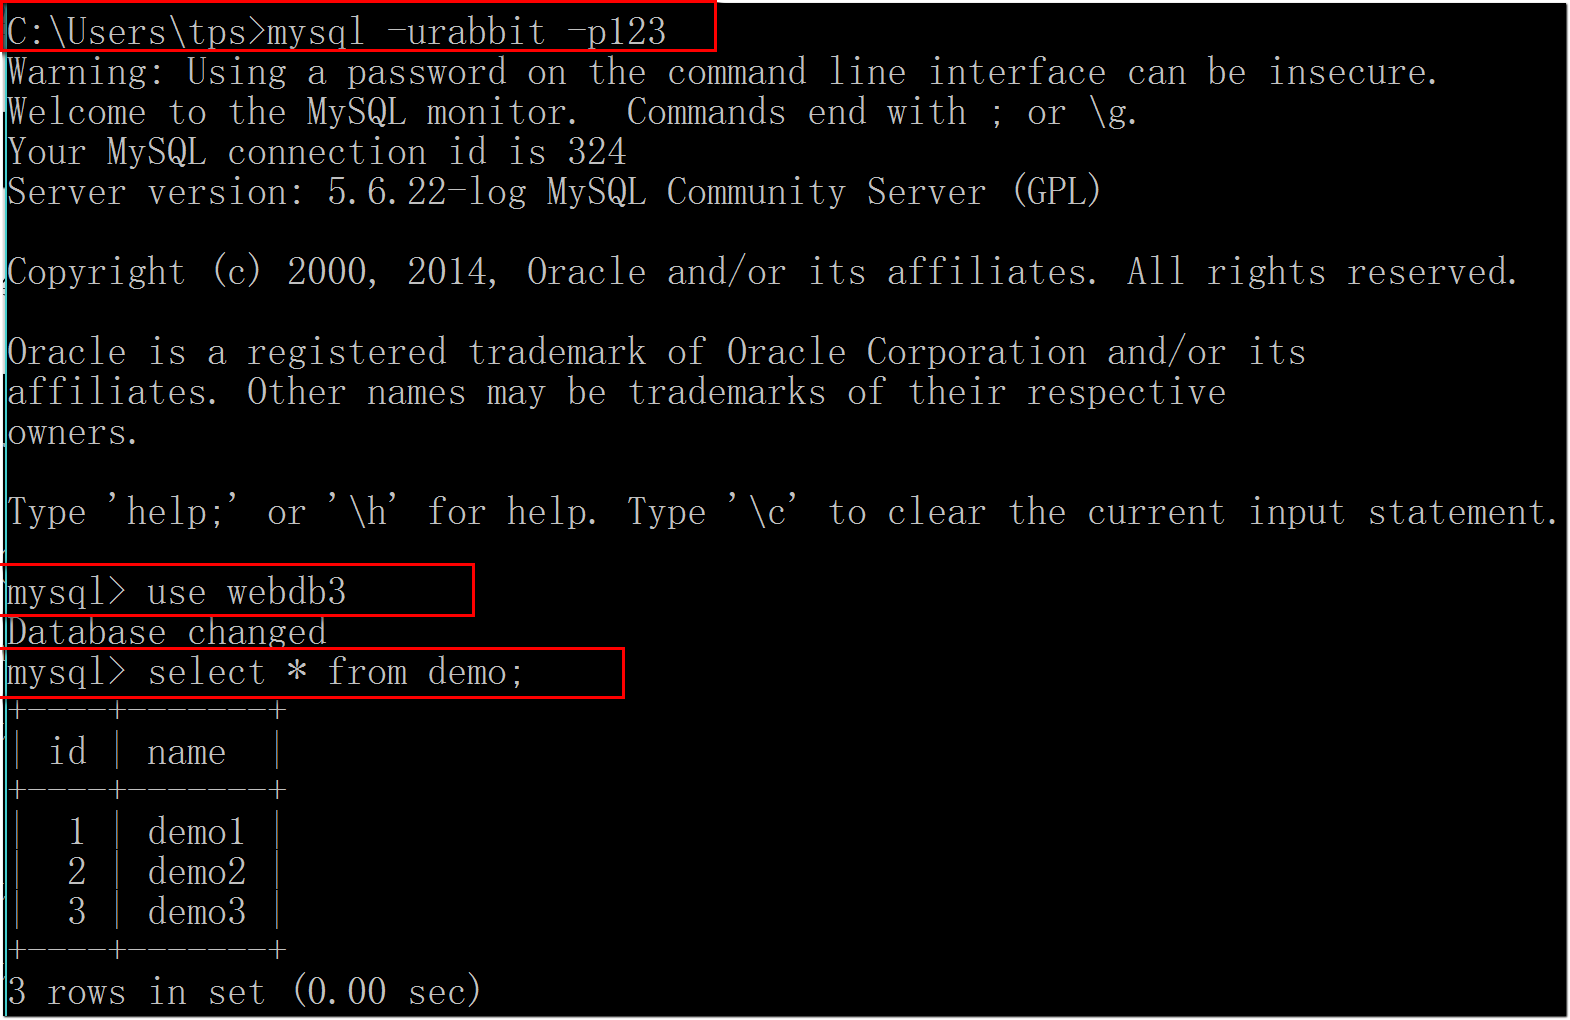 C:\Users\tps>mysql -urabbit -p123
Warning: Using a password on the command line interface can be insecure.
Welcome to the MySQL monitor.  Commands end with ; or \g.
Your MySQL connection id is 324
Server version: 5.6.22-log MySQL Community Server (GPL)
Copyright (c) 2000, 2014, Oracle and/or its affiliates. All rights reserved.
Oracle is a registered trademark of Oracle Corporation and/or its
affiliates. Other names may be trademarks of their respective
owners.
Type 'help;' or '\h' for help. Type '\c' to clear the current input statement.
mysql> use webdb3
Database changed
mysql> select * from demo;
+----+-------+
| id | name  |
+----+-------+
|  1 | demo1 |
|  2 | demo2 |
|  3 | demo3 |
+----+-------+
3 rows in set (0.00 sec)